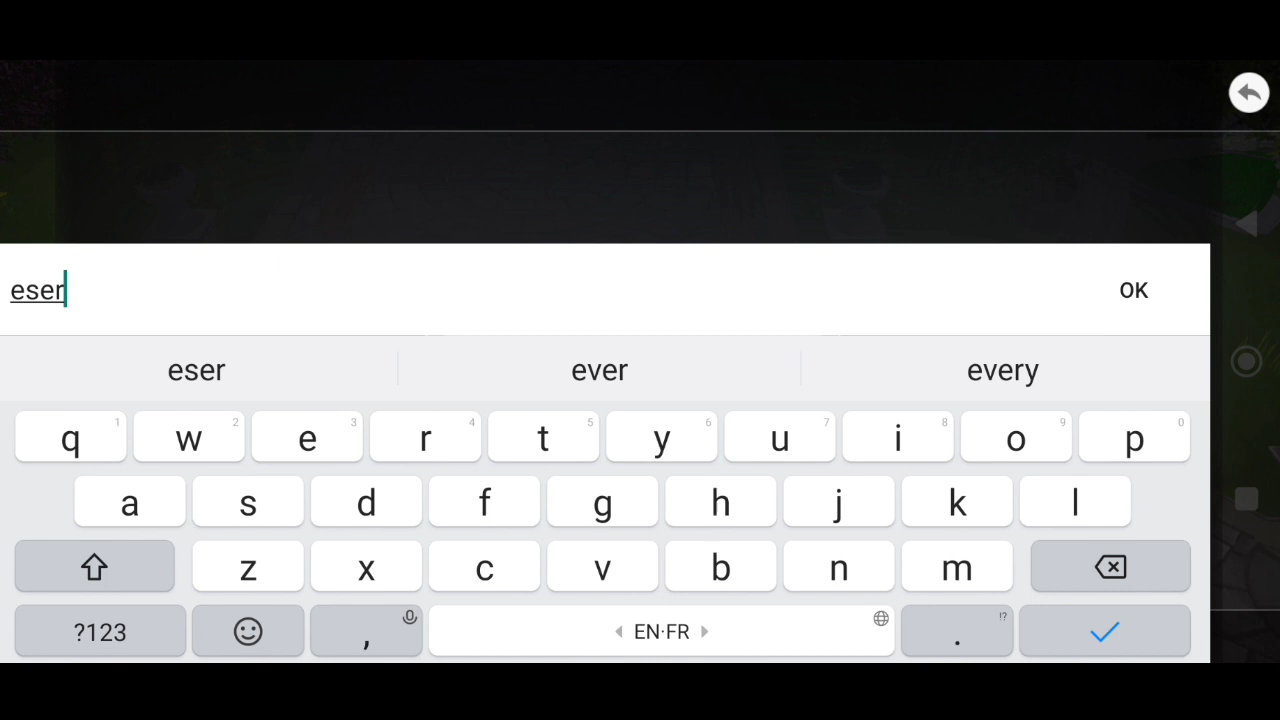 eser OK
eser ever every
q 1 w 2 e 3 r 4 t 5 y 6 u 7 i 8 o 9 p 0
a s d f g h j k l
z x c v b n m
?123 , EN·FR . !?